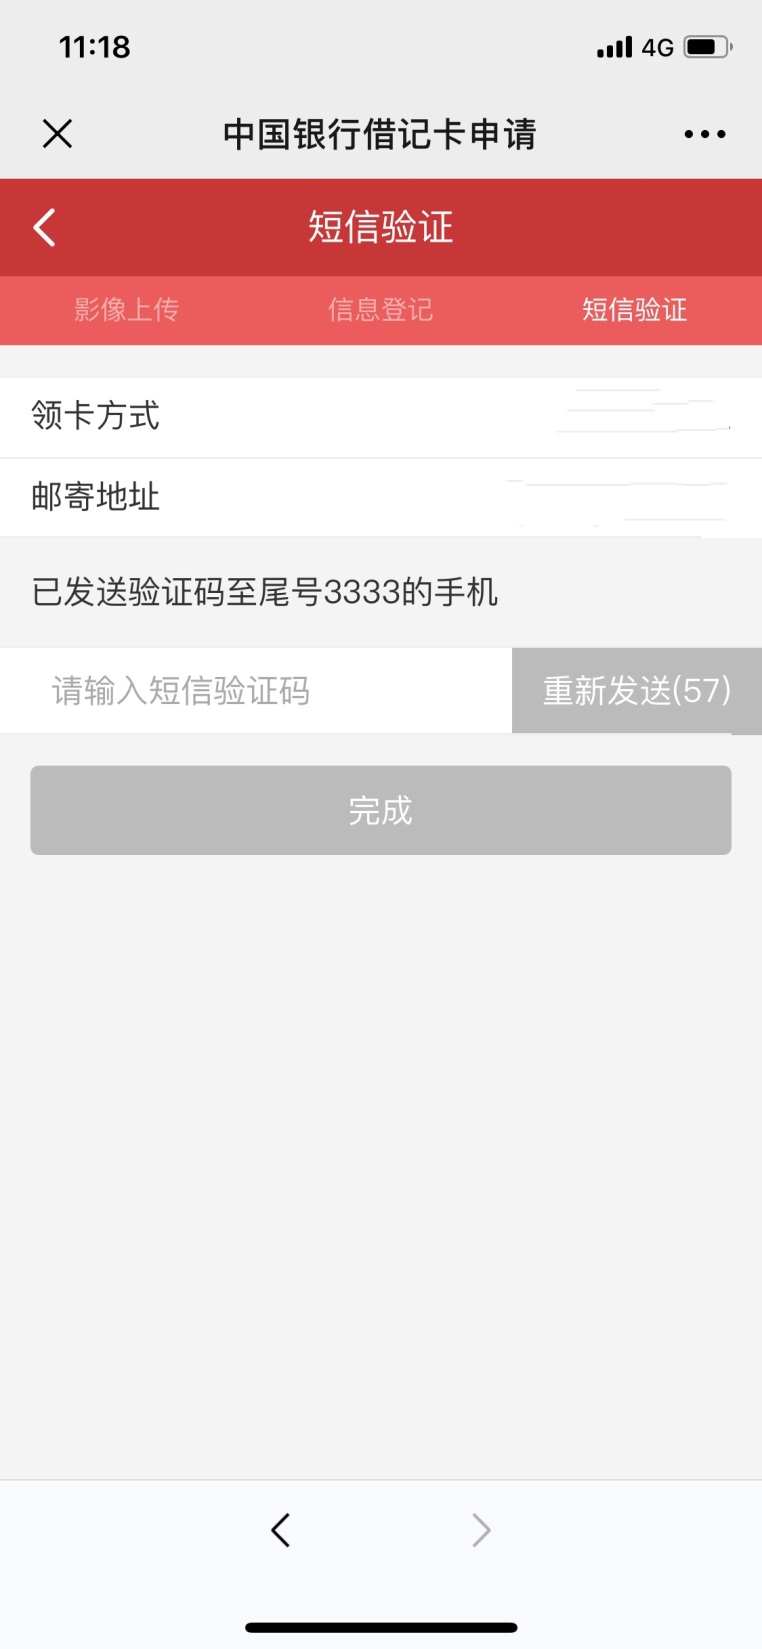 11:18
4G
中国银行借记卡申请
短信验证
影像上传 信息登记 短信验证
领卡方式
邮寄地址
已发送验证码至尾号3333的手机
请输入短信验证码 重新发送(57)
完成